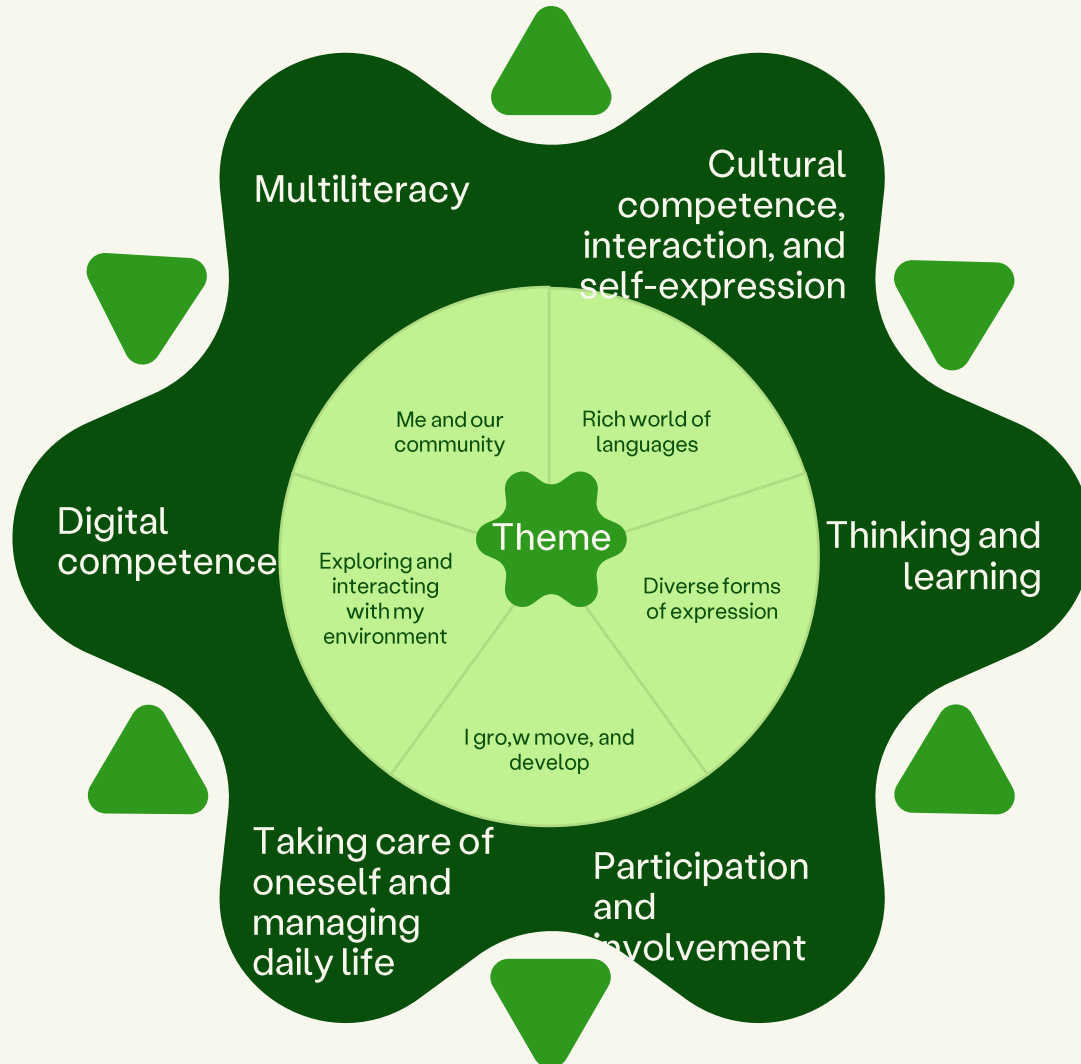 Multiliteracy
Cultural
competence,
interaction, and
self-expression
Me and our
community
Rich world of
languages
Theme
Digital
competence
Exploring and
interacting
with my
environment
Diverse forms
of expression
Thinking and
learning
I gro,w move, and
develop
Taking care of
oneself and
managing
daily life
Participation
and
involvement